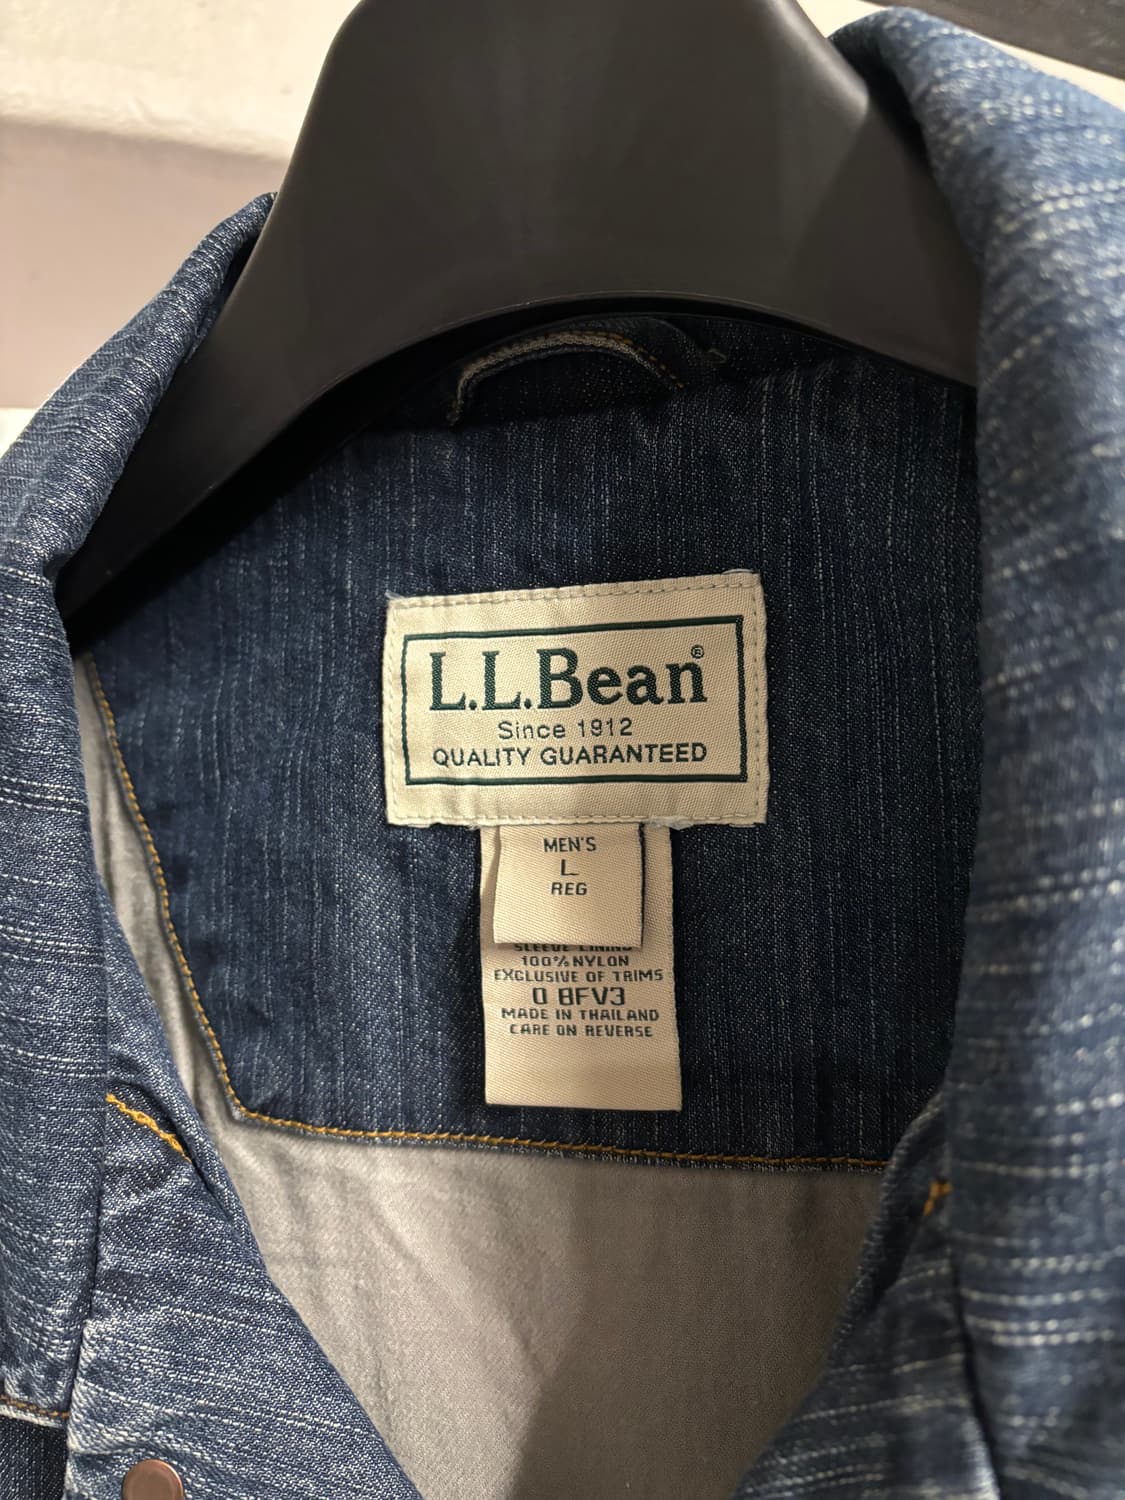 L.L.Bean®
Since 1912
QUALITY GUARANTEED
MEN'S
L
REG
SLEEVE LINING
100% NYLON
EXCLUSIVE OF TRIMS
0 8FV3
MADE IN THAILAND
CARE ON REVERSE